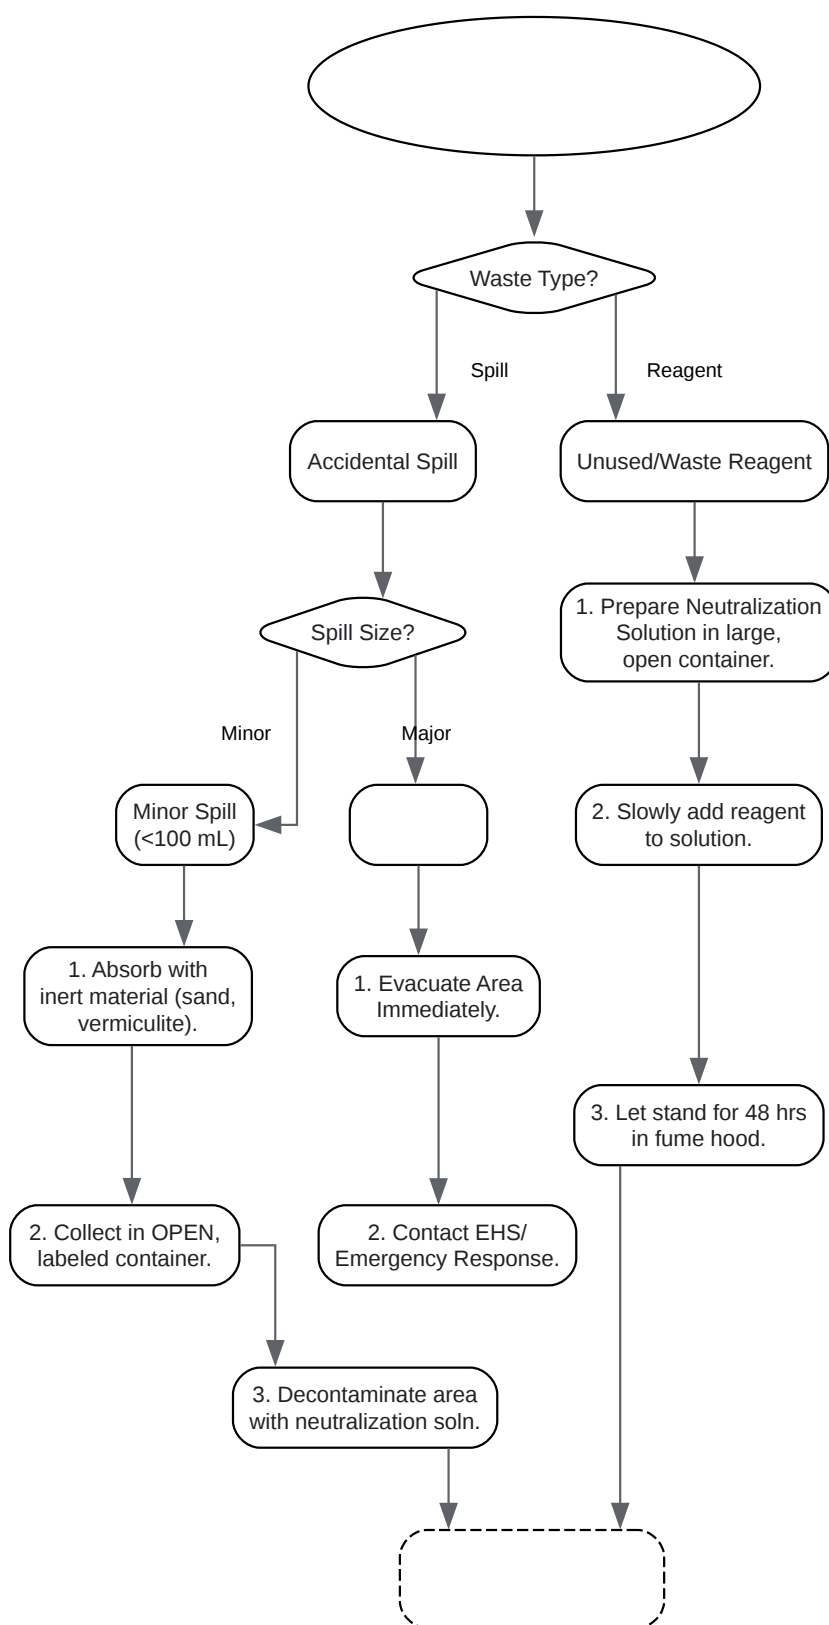 Waste Type?
Spill
Reagent
Accidental Spill
Unused/Waste Reagent
1. Prepare Neutralization
Solution in large,
open container.
Spill Size?
Minor
Major
Minor Spill
(<100 mL)
2. Slowly add reagent
to solution.
1. Absorb with
inert material (sand,
vermiculite).
1. Evacuate Area
Immediately.
3. Let stand for 48 hrs
in fume hood.
2. Collect in OPEN,
labeled container.
2. Contact EHS/
Emergency Response.
3. Decontaminate area
with neutralization soln.